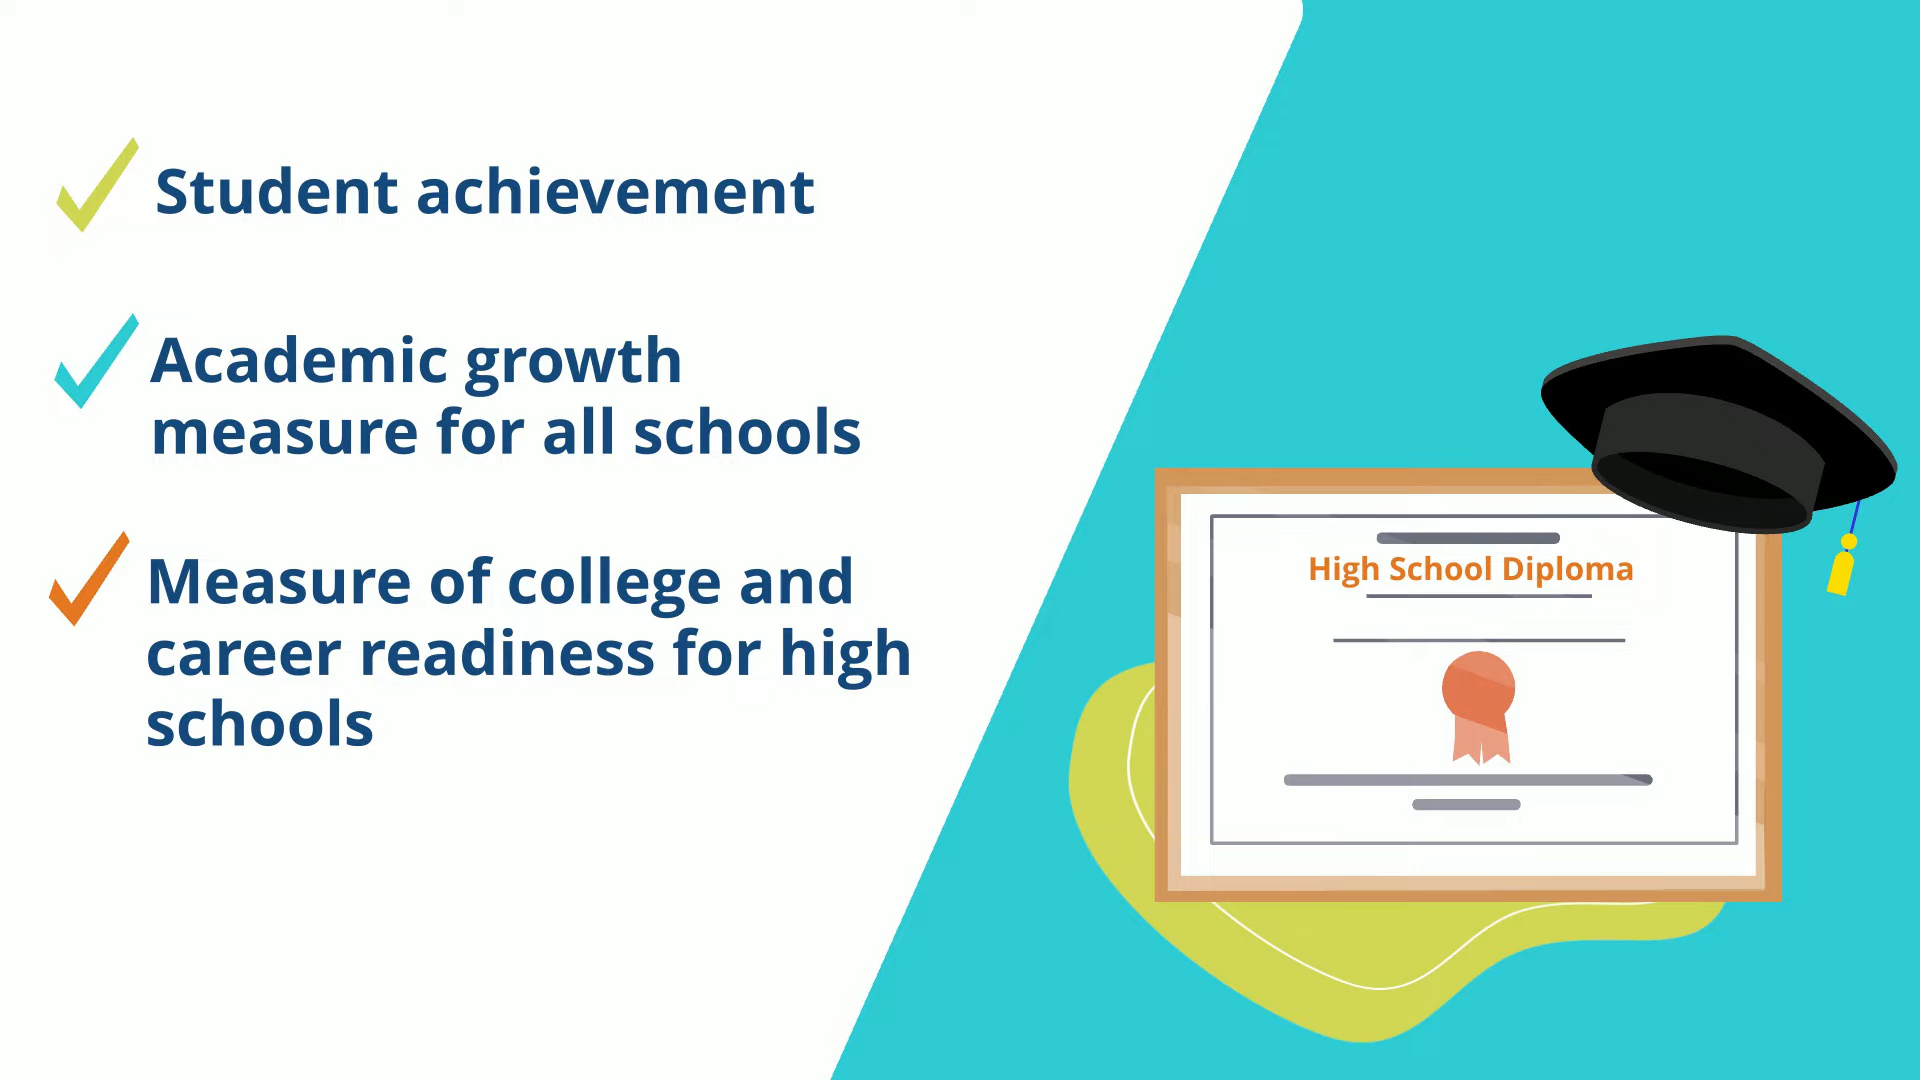 Student achievement
Academic growth
measure for all schools
Measure of college and
career readiness for high
schools
High School Diploma